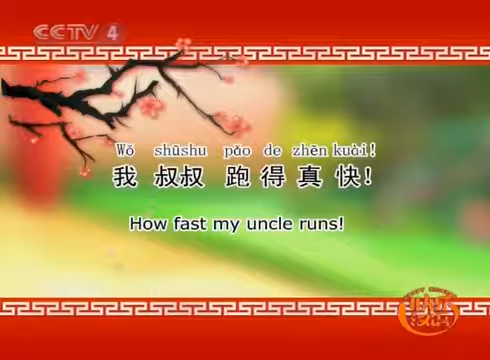 CCTV 4
Wǒ shūshu pǎo de zhēn kuài!
我 叔叔 跑 得 真 快!
How fast my uncle runs!